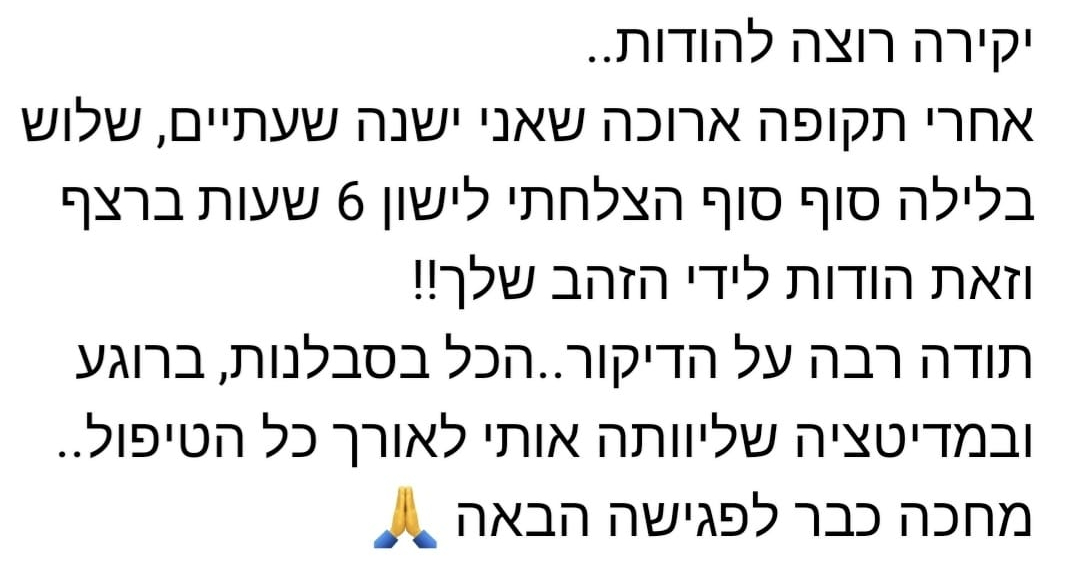 יקירה רוצה להודות..
אחרי תקופה ארוכה שאני ישנה שעתיים, שלוש
בלילה סוף סוף הצלחתי לישון 6 שעות ברצף
וזאת הודות לידי הזהב שלך!!
תודה רבה על הדיקור..הכל בסבלנות, ברוגע
ובמדיטציה שליוותה אותי לאורך כל הטיפול..
מחכה כבר לפגישה הבאה 🙏